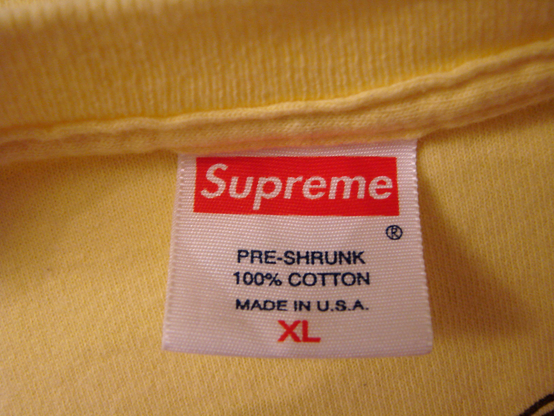 Supreme
®
PRE-SHRUNK
100% COTTON
MADE IN U.S.A.
XL